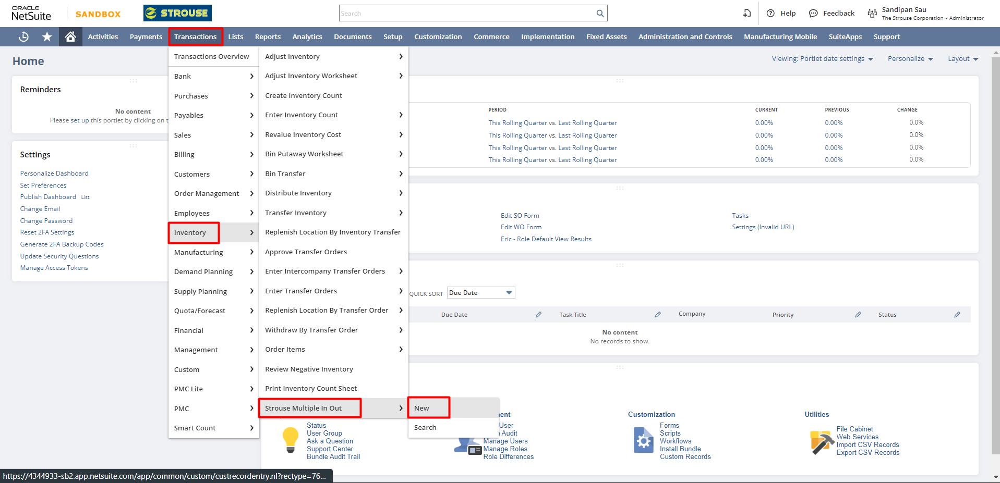 ORACLE
NetSuite
SANDBOX
STROUSE
Search
Help
Feedback
Sandipan Sau
The Strouse Corporation - Administrator
Activities
Payments
Transactions
Lists
Reports
Analytics
Documents
Setup
Customization
Commerce
Implementation
Fixed Assets
Administration and Controls
Manufacturing Mobile
SuiteApps
Support
Home
Viewing: Portlet date settings
Personalize
Layout
Reminders
No content
Please set up this portlet by clicking on t
Settings
Personalize Dashboard
Set Preferences
Publish Dashboard List
Change Email
Change Password
Reset 2FA Settings
Generate 2FA Backup Codes
Update Security Questions
Manage Access Tokens
Transactions Overview
Bank
Purchases
Payables
Sales
Billing
Customers
Order Management
Employees
Inventory
Manufacturing
Demand Planning
Supply Planning
Quota/Forecast
Financial
Management
Custom
PMC Lite
PMC
Smart Count
Adjust Inventory
Adjust Inventory Worksheet
Create Inventory Count
Enter Inventory Count
Revalue Inventory Cost
Bin Putaway Worksheet
Bin Transfer
Distribute Inventory
Transfer Inventory
Replenish Location By Inventory Transfer
Approve Transfer Orders
Enter Intercompany Transfer Orders
Enter Transfer Orders
Replenish Location By Transfer Order
Withdraw By Transfer Order
Order Items
Review Negative Inventory
Print Inventory Count Sheet
Strouse Multiple In Out
New
Search
PERIOD CURRENT PREVIOUS CHANGE
This Rolling Quarter vs. Last Rolling Quarter 0.00% 0.00% 0.0%
This Rolling Quarter vs. Last Rolling Quarter 0.00% 0.00% 0.0%
This Rolling Quarter vs. Last Rolling Quarter 0.00% 0.00% 0.0%
This Rolling Quarter vs. Last Rolling Quarter 0.00% 0.00% 0.0%
Edit SO Form
Edit WO Form
Eric - Role Default View Results
Tasks
Settings (Invalid URL)
QUICK SORT Due Date
Due Date Task Title Company Priority Status
No content
No records to show.
Status
User Group
Ask a Question
Support Center
Bundle Audit Trail
ment
User
Audit
Manage Users
Manage Roles
Role Differences
Customization
Forms
Scripts
Workflows
Install Bundle
Custom Records
Utilities
File Cabinet
Web Services
Import CSV Records
Export CSV Records
https://4344933-sb2.app.netsuite.com/app/common/custom/custrecordentry.nl?rectype=76...